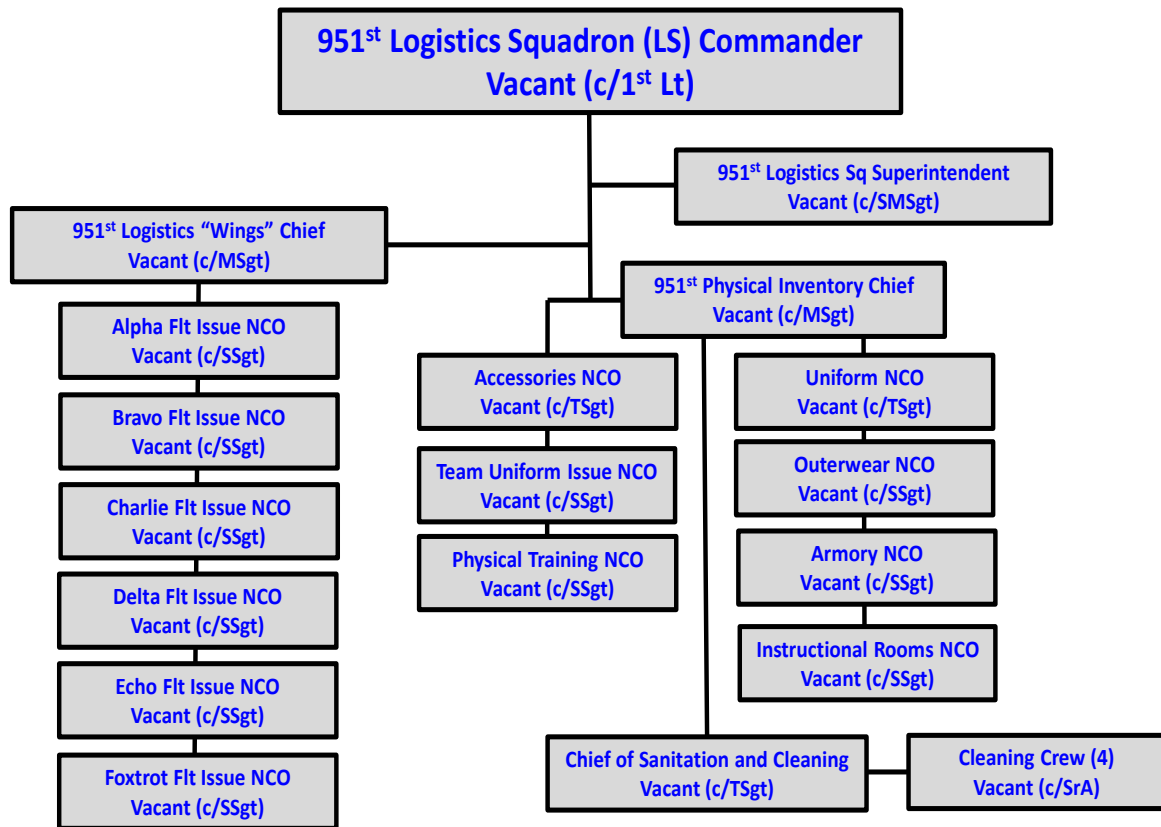 951st Logistics Squadron (LS) Commander
Vacant (c/1st Lt)
951st Logistics Sq Superintendent
Vacant (c/SMSgt)
951st Logistics “Wings” Chief
Vacant (c/MSgt)
951st Physical Inventory Chief
Vacant (c/MSgt)
Alpha Flt Issue NCO
Vacant (c/SSgt)
Bravo Flt Issue NCO
Vacant (c/SSgt)
Charlie Flt Issue NCO
Vacant (c/SSgt)
Delta Flt Issue NCO
Vacant (c/SSgt)
Echo Flt Issue NCO
Vacant (c/SSgt)
Foxtrot Flt Issue NCO
Vacant (c/SSgt)
Accessories NCO
Vacant (c/TSgt)
Team Uniform Issue NCO
Vacant (c/SSgt)
Physical Training NCO
Vacant (c/SSgt)
Uniform NCO
Vacant (c/TSgt)
Outerwear NCO
Vacant (c/SSgt)
Armory NCO
Vacant (c/SSgt)
Instructional Rooms NCO
Vacant (c/SSgt)
Chief of Sanitation and Cleaning
Vacant (c/TSgt)
Cleaning Crew (4)
Vacant (c/SrA)